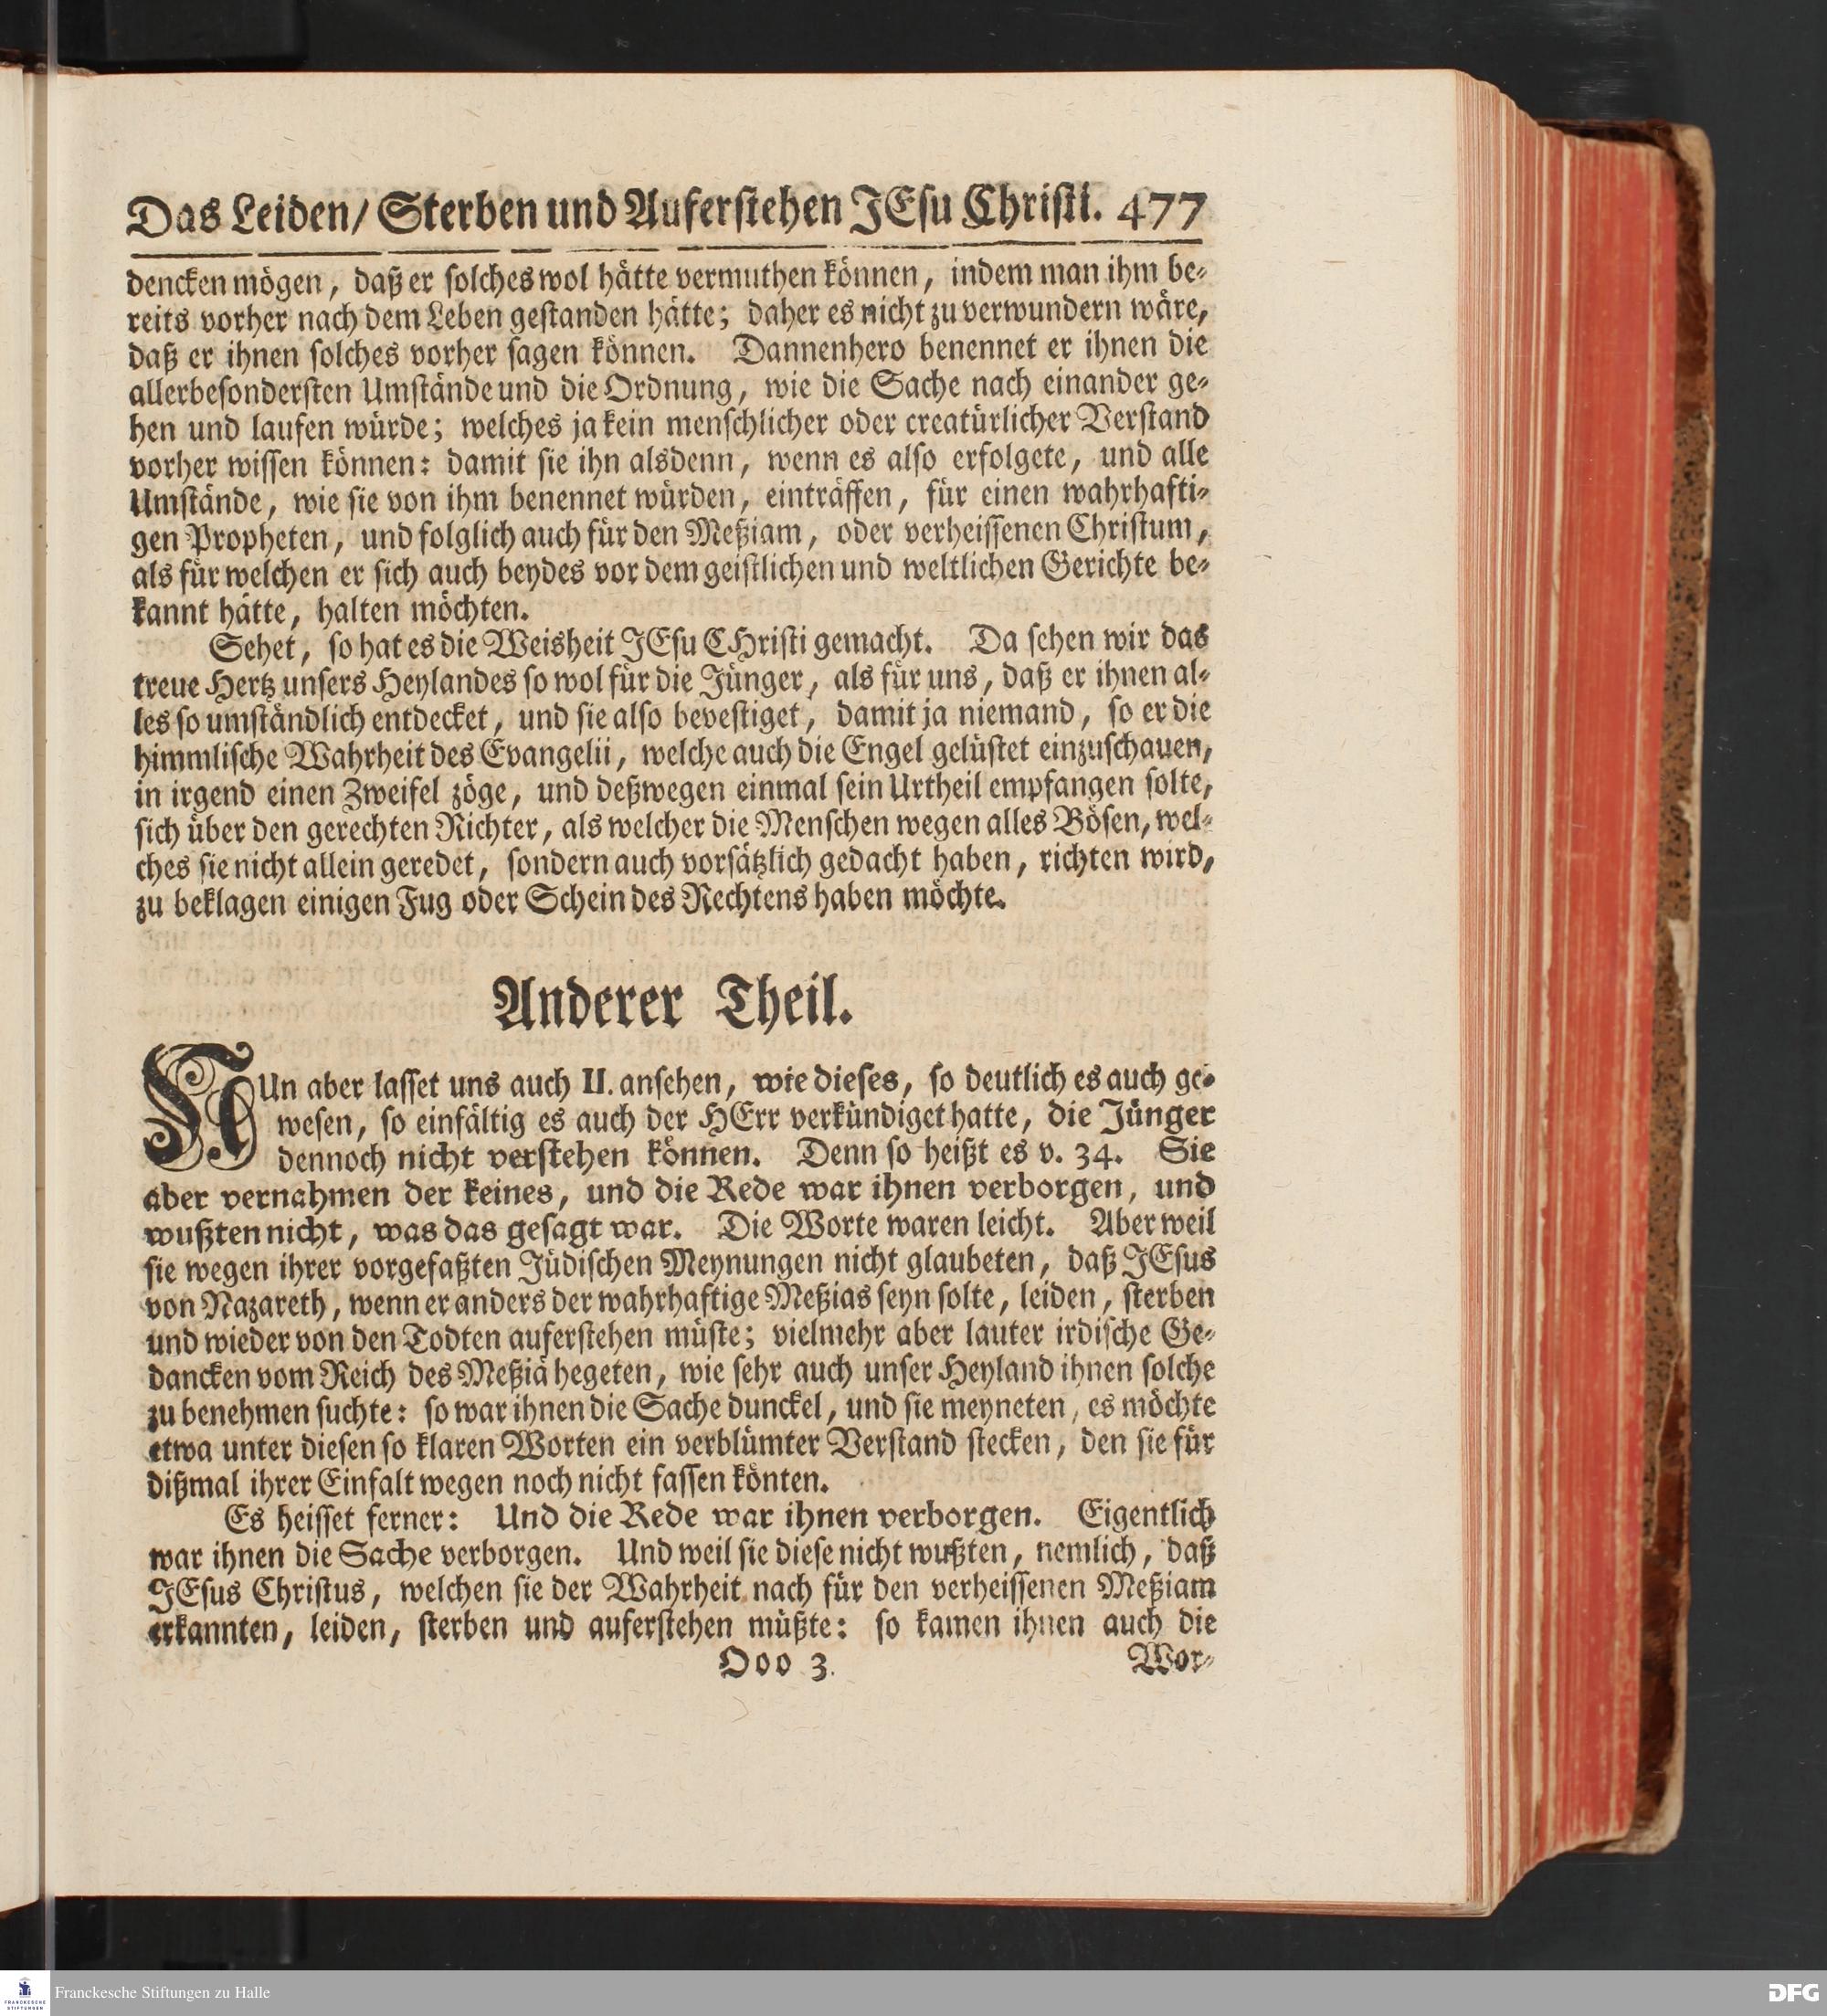 Das Leiden/ Sterben und Auferstehen JEsu Christi. 477
dencken mögen, daß er solches wol hätte vermuthen können, indem man ihm be-
reits vorher nach dem Leben gestanden hätte; daher es nicht zu verwundern wäre,
daß er ihnen solches vorher sagen können. Dannenhero benennet er ihnen die
allerbesondersten Umstände und die Ordnung, wie die Sache nach einander ge-
hen und laufen würde; welches ja kein menschlicher oder creatürlicher Verstand
vorher wissen können: damit sie ihn alsdenn, wenn es also erfolgete, und alle
Umstände, wie sie von ihm benennet würden, einträffen, für einen wahrhafti-
gen Propheten, und folglich auch für den Meßiam, oder verheissenen Christum,
als für welchen er sich auch beydes vor dem geistlichen und weltlichen Gerichte be-
kannt hätte, halten möchten.
Sehet, so hat es die Weisheit JEsu CHristi gemacht. Da sehen wir das
treue Hertz unsers Heylandes so wol für die Jünger, als für uns, daß er ihnen al-
les so umständlich entdecket, und sie also bevestiget, damit ja niemand, so er die
himmlische Wahrheit des Evangelii, welche auch die Engel gelüstet einzuschauen,
in irgend einen Zweifel zöge, und deßwegen einmal sein Urtheil empfangen solte,
sich über den gerechten Richter, als welcher die Menschen wegen alles Bösen, wel-
ches sie nicht allein geredet, sondern auch vorsätzlich gedacht haben, richten wird,
zu beklagen einigen Fug oder Schein des Rechtens haben möchte.
Anderer Theil.
NUn aber lasset uns auch II. ansehen, wie dieses, so deutlich es auch ge-
wesen, so einfältig es auch der HErr verkündiget hatte, die Jünger
dennoch nicht verstehen können. Denn so heißt es v. 34. Sie
aber vernahmen der keines, und die Rede war ihnen verborgen, und
wußten nicht, was das gesagt war. Die Worte waren leicht. Aber weil
sie wegen ihrer vorgefaßten Jüdischen Meynungen nicht glaubeten, daß JEsus
von Nazareth, wenn er anders der wahrhaftige Meßias seyn solte, leiden, sterben
und wieder von den Todten auferstehen müste; vielmehr aber lauter irdische Ge-
dancken vom Reich des Meßiä hegeten, wie sehr auch unser Heyland ihnen solche
zu benehmen suchte: so war ihnen die Sache dunckel, und sie meyneten, es möchte
etwa unter diesen so klaren Worten ein verblümter Verstand stecken, den sie für
dißmal ihrer Einfalt wegen noch nicht fassen könten.
Es heisset ferner: Und die Rede war ihnen verborgen. Eigentlich
war ihnen die Sache verborgen. Und weil sie diese nicht wußten, nemlich, daß
JEsus Christus, welchen sie der Wahrheit nach für den verheissenen Meßiam
erkannten, leiden, sterben und auferstehen müßte: so kamen ihnen auch die
Ooo 3 Wor-
FRANCKESCHE STIFTUNGEN
Franckesche Stiftungen zu Halle
DFG